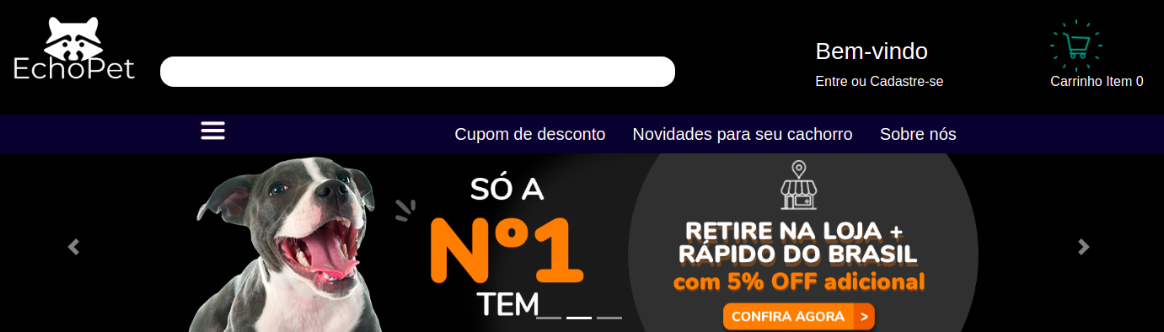 EchoPet
Bem-vindo
Entre ou Cadastre-se
Carrinho Item 0
Cupom de desconto
Novidades para seu cachorro
Sobre nós
SÓ A
Nº1
TEM
RETIRE NA LOJA +
RÁPIDO DO BRASIL
com 5% OFF adicional
CONFIRA AGORA >